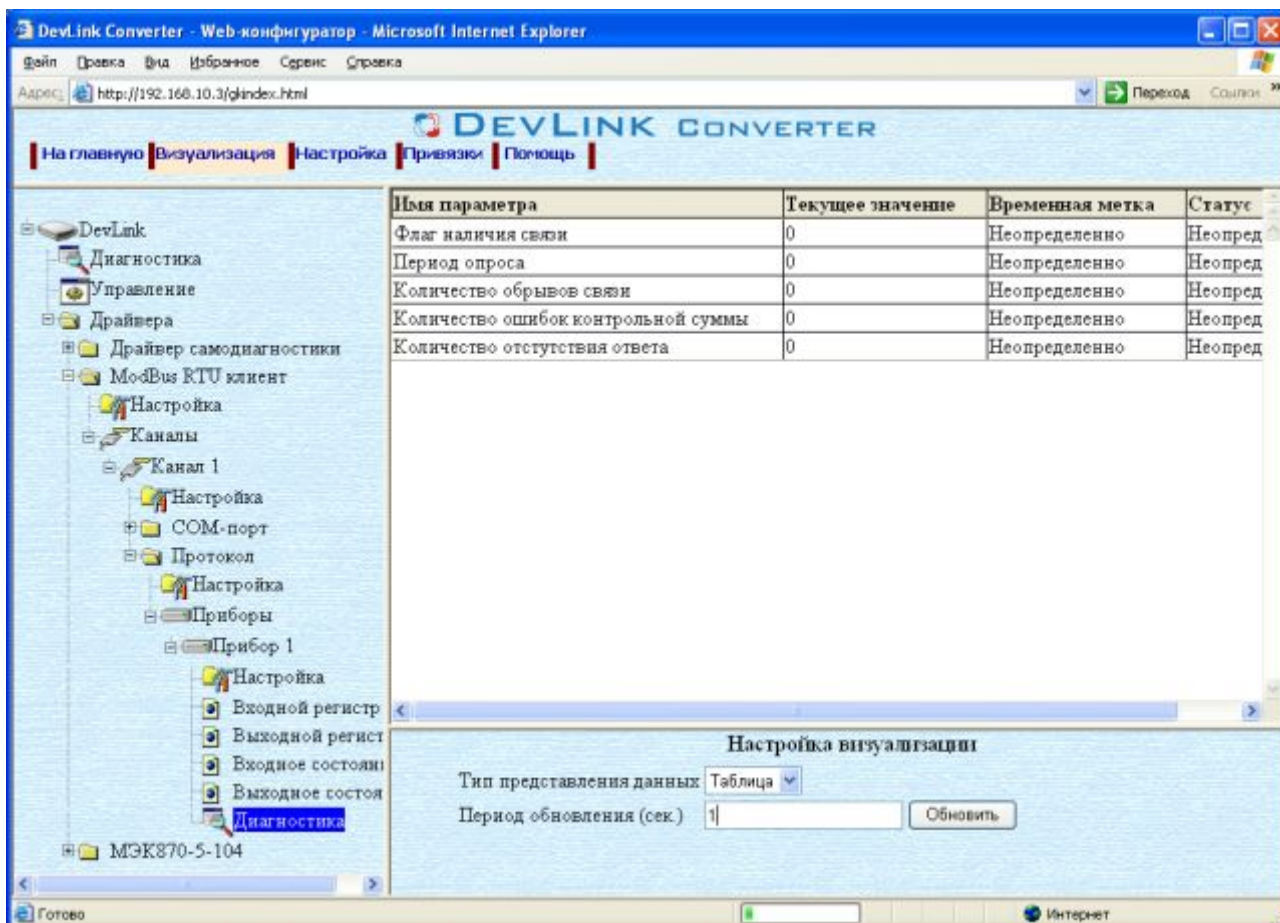 DevLink Converter - Web-конфигуратор - Microsoft Internet Explorer
Файл Правка Вид Избранное Сервис Справка
Адрес: http://192.168.10.3/gkindex.html Переход Ссылки »
DEVLINK CONVERTER
На главную Визуализация Настройка Привязки Помощь
Имя параметра Текущее значение Временная метка Статус
Флаг наличия связи 0 Неопределенно Неопред
Период опроса 0 Неопределенно Неопред
Количество обрывов связи 0 Неопределенно Неопред
Количество ошибок контрольной суммы 0 Неопределенно Неопред
Количество отстутствия ответа 0 Неопределенно Неопред
DevLink
Диагностика
Управление
Драйвера
Драйвер самодиагностики
ModBus RTU клиент
Настройка
Каналы
Канал 1
Настройка
COM-порт
Протокол
Настройка
Приборы
Прибор 1
Настройка
Входной регистр
Выходной регист
Входное состояни
Выходное состоя
Диагностика
МЭК870-5-104
Настройка визуализации
Тип представления данных Таблица
Период обновления (сек.) 1 Обновить
Готово Интернет